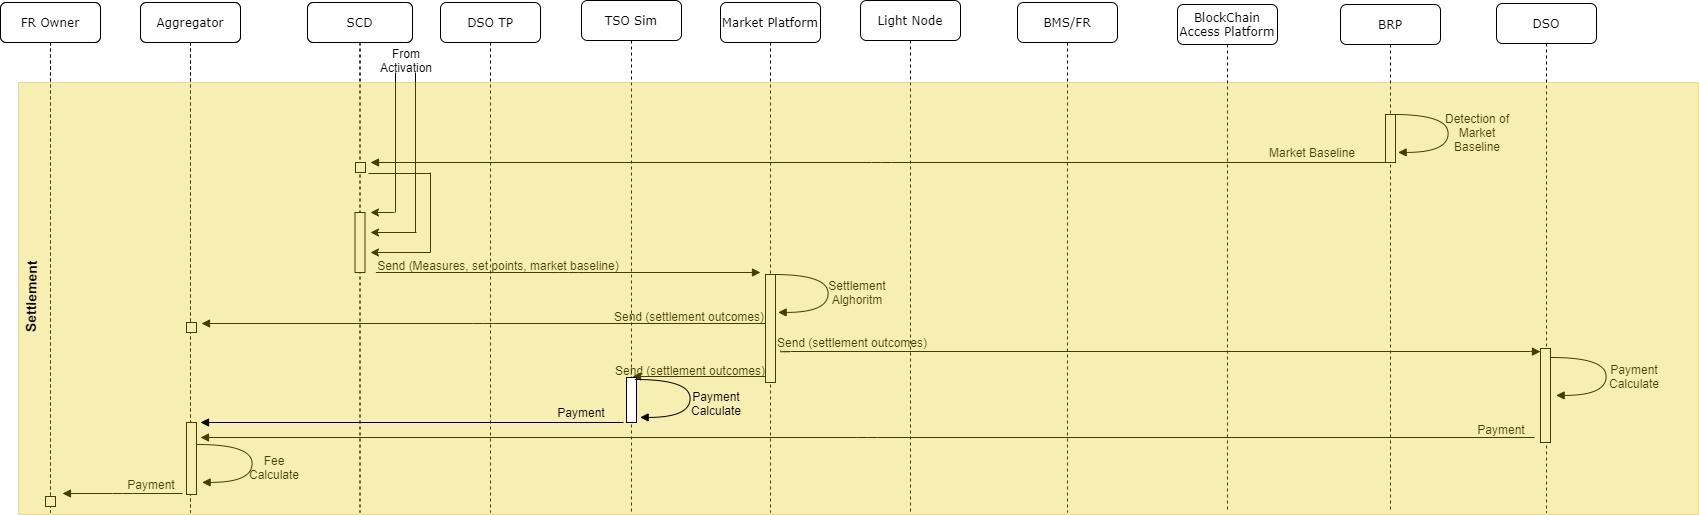 FR Owner
Aggregator
SCD
DSO TP
TSO Sim
Market Platform
Light Node
BMS/FR
BlockChain
Access Platform
BRP
DSO
From
Activation
Detection of
Market
Baseline
Market Baseline
Settlement
Send (Measures, set points, market baseline)
Settlement
Alghoritm
Send (settlement outcomes)
Send (settlement outcomes)
Send (settlement outcomes)
Payment
Calculate
Payment
Calculate
Payment
Payment
Fee
Calculate
Payment